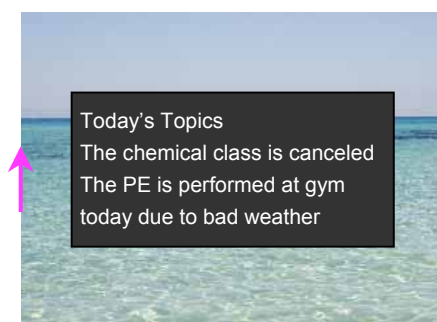 Today's Topics
The chemical class is canceled
The PE is performed at gym
today due to bad weather